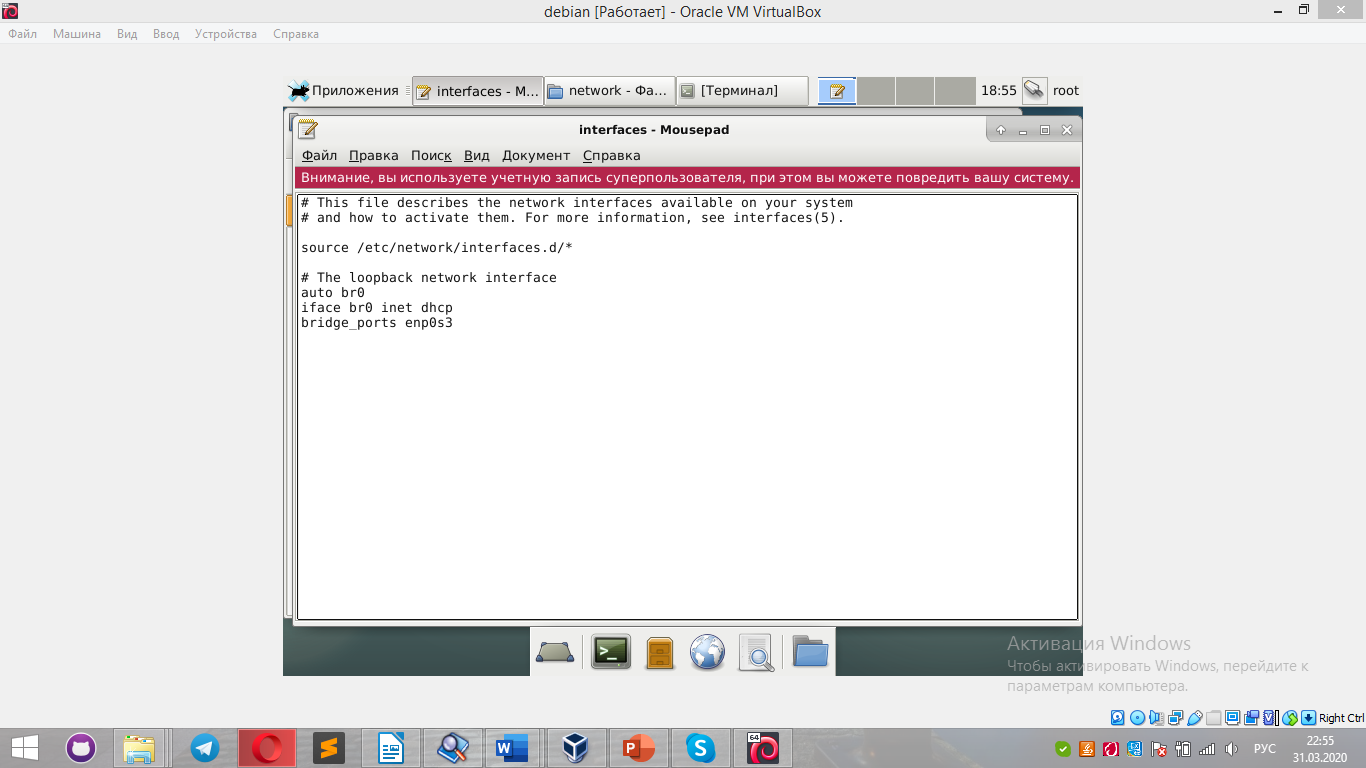 debian [Работает] - Oracle VM VirtualBox
Файл Машина Вид Ввод Устройства Справка
Приложения interfaces - M... network - Фа... [Терминал] 18:55 root
interfaces - Mousepad
Файл Правка Поиск Вид Документ Справка
Внимание, вы используете учетную запись суперпользователя, при этом вы можете повредить вашу систему.
# This file describes the network interfaces available on your system
# and how to activate them. For more information, see interfaces(5).
source /etc/network/interfaces.d/*
# The loopback network interface
auto br0
iface br0 inet dhcp
bridge_ports enp0s3
Активация Windows
Чтобы активировать Windows, перейдите к
параметрам компьютера.
Right Ctrl
64
РУС
22:55
31.03.2020